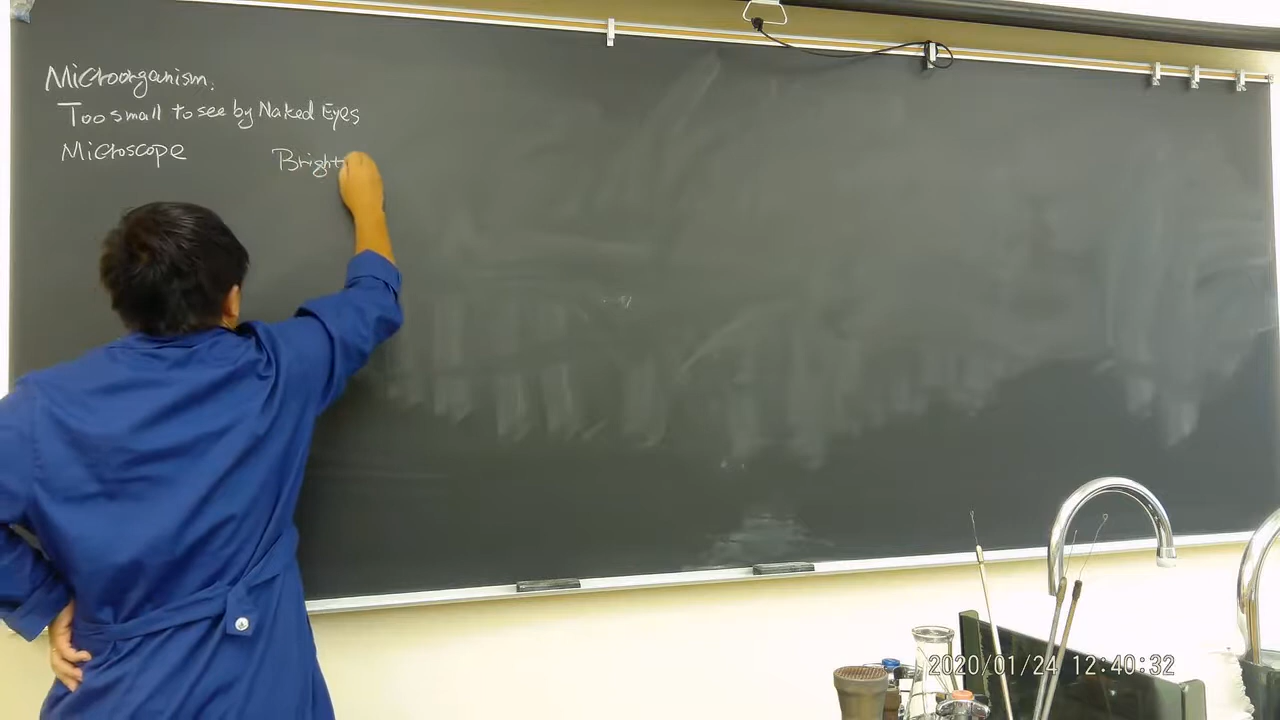 Microorganism.
Too small to see by Naked Eyes
Microscope Bright
2020/01/24 12:40:32